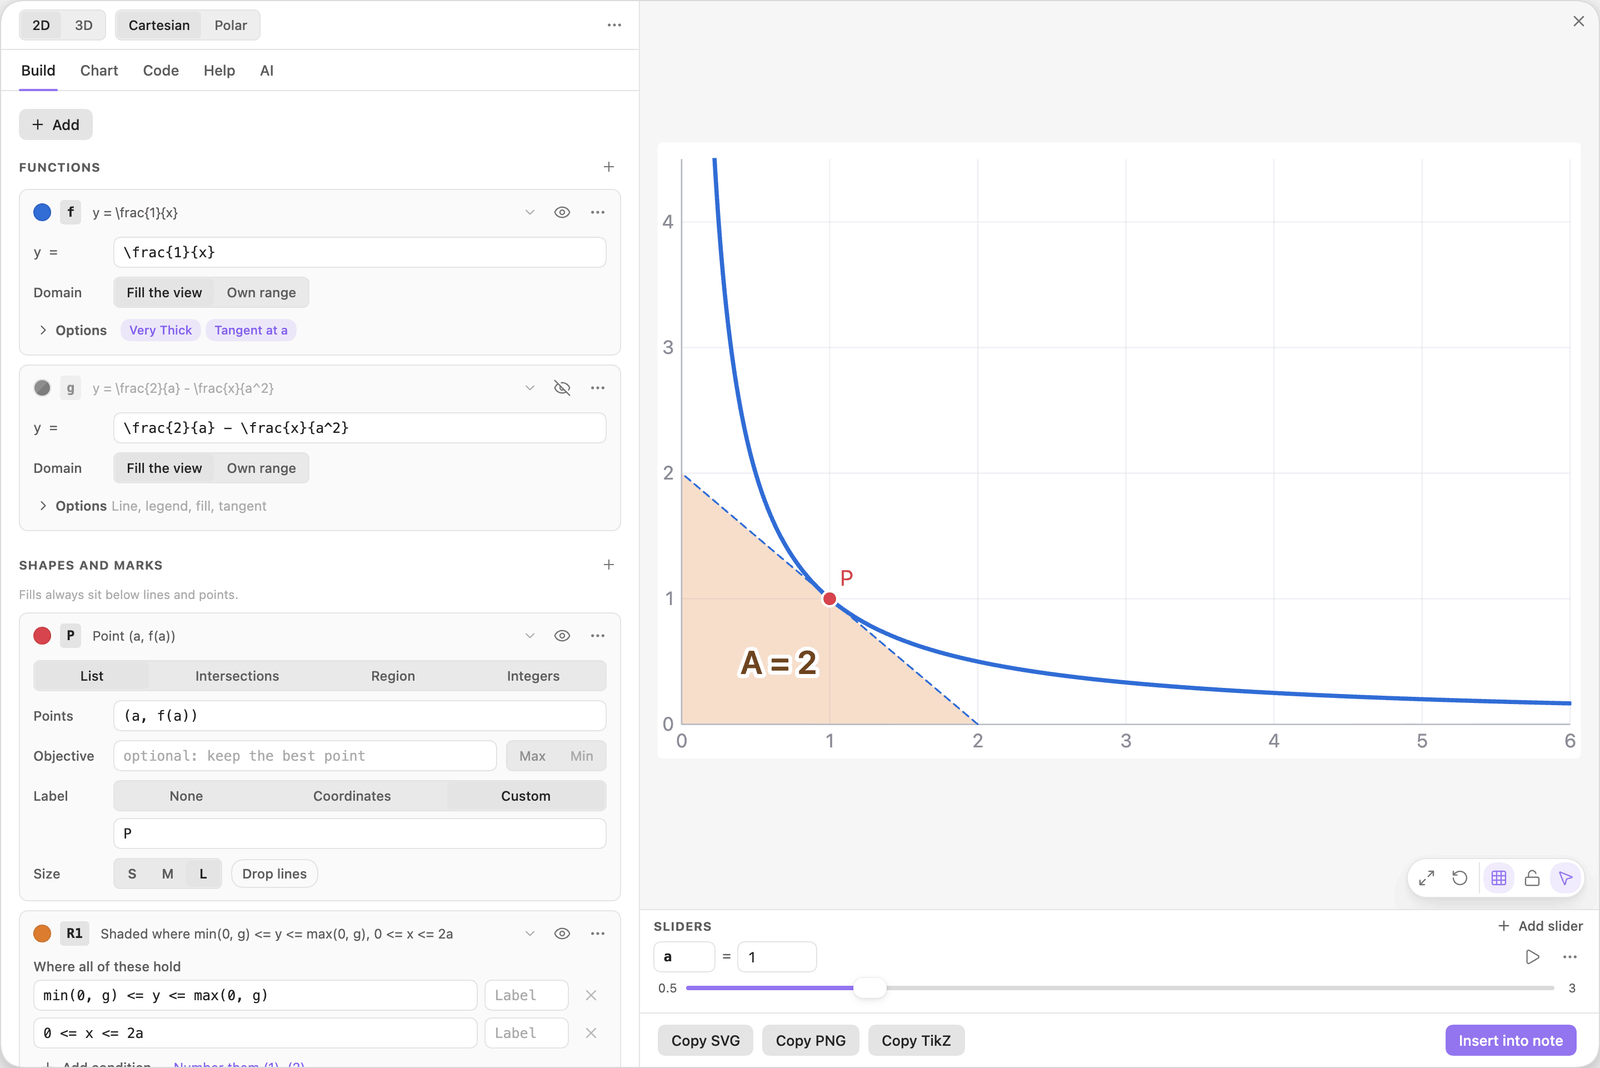 2D 3D Cartesian Polar
Build Chart Code Help AI
+ Add
FUNCTIONS
f y = \frac{1}{x}
y = \frac{1}{x}
Domain Fill the view Own range
Options Very Thick Tangent at a
g y = \frac{2}{a} - \frac{x}{a^2}
y = \frac{2}{a} - \frac{x}{a^2}
Domain Fill the view Own range
Options Line, legend, fill, tangent
SHAPES AND MARKS
Fills always sit below lines and points.
P Point (a, f(a))
List Intersections Region Integers
Points (a, f(a))
Objective optional: keep the best point Max Min
Label None Coordinates Custom
P
Size S M L Drop lines
R1 Shaded where min(0, g) <= y <= max(0, g), 0 <= x <= 2a
Where all of these hold
min(0, g) <= y <= max(0, g) Label
0 <= x <= 2a Label
+ Add condition Number them (1), (2)
4
3
2
1
0
P
A = 2
0 1 2 3 4 5 6
SLIDERS + Add slider
a = 1
0.5 3
Copy SVG Copy PNG Copy TikZ Insert into note